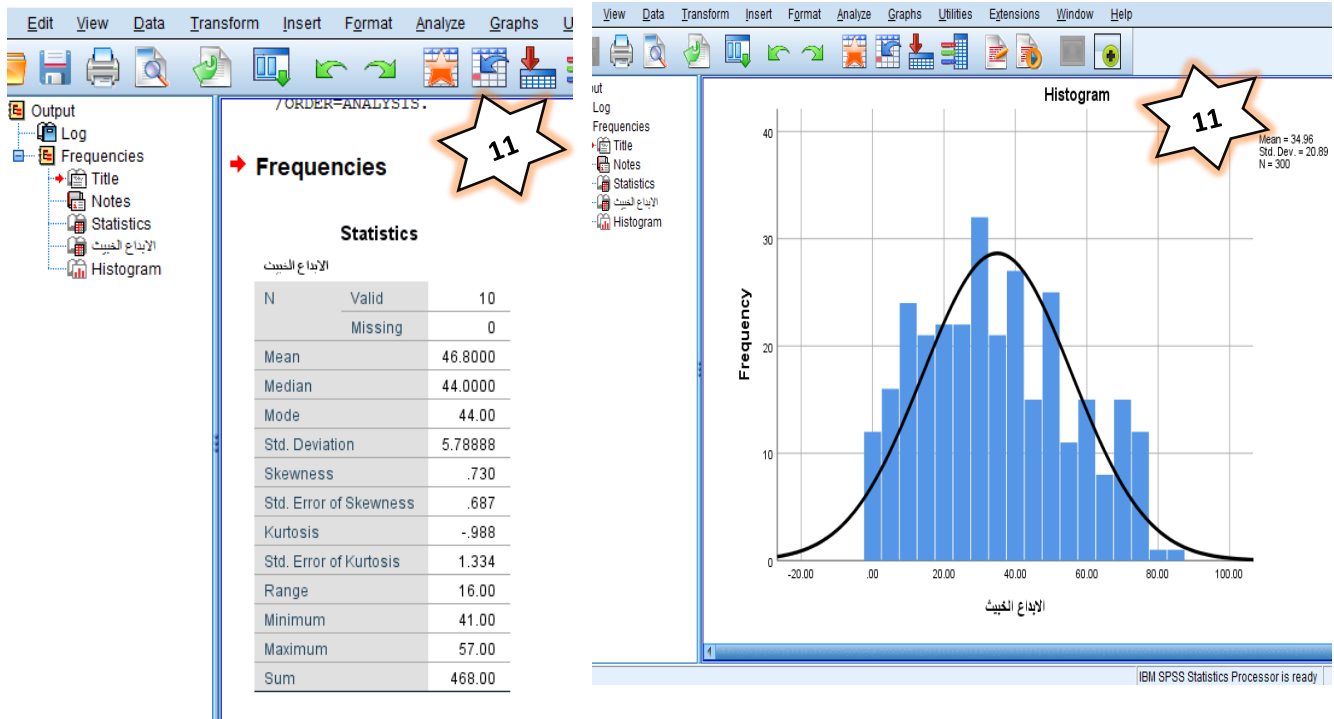 Edit View Data Transform Insert Format Analyze Graphs U
Output
Log
Frequencies
Title
Notes
Statistics
الابداع الخبيث
Histogram
/ORDER=ANALYSIS.
11
Frequencies
Statistics
الابداع الخبيث
N Valid 10
Missing 0
Mean 46.8000
Median 44.0000
Mode 44.00
Std. Deviation 5.78888
Skewness .730
Std. Error of Skewness .687
Kurtosis -.988
Std. Error of Kurtosis 1.334
Range 16.00
Minimum 41.00
Maximum 57.00
Sum 468.00
View Data Transform Insert Format Analyze Graphs Utilities Extensions Window Help
ut
Log
Frequencies
Title
Notes
Statistics
الابداع الخبيث
Histogram
Histogram
11
Mean = 34.96
Std. Dev. = 20.89
N = 300
Frequency
40
30
20
10
0
-20.00 .00 20.00 40.00 60.00 80.00 100.00
الابداع الخبيث
IBM SPSS Statistics Processor is ready